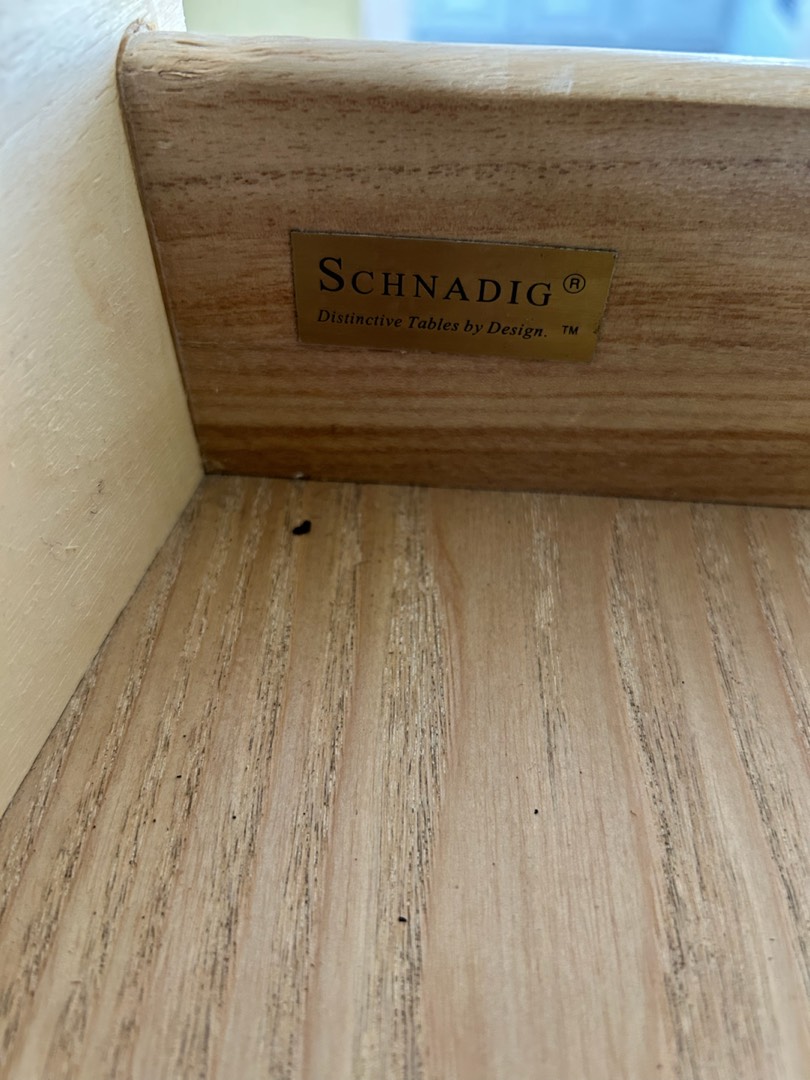 SCHNADIG®
Distinctive Tables by Design. ™